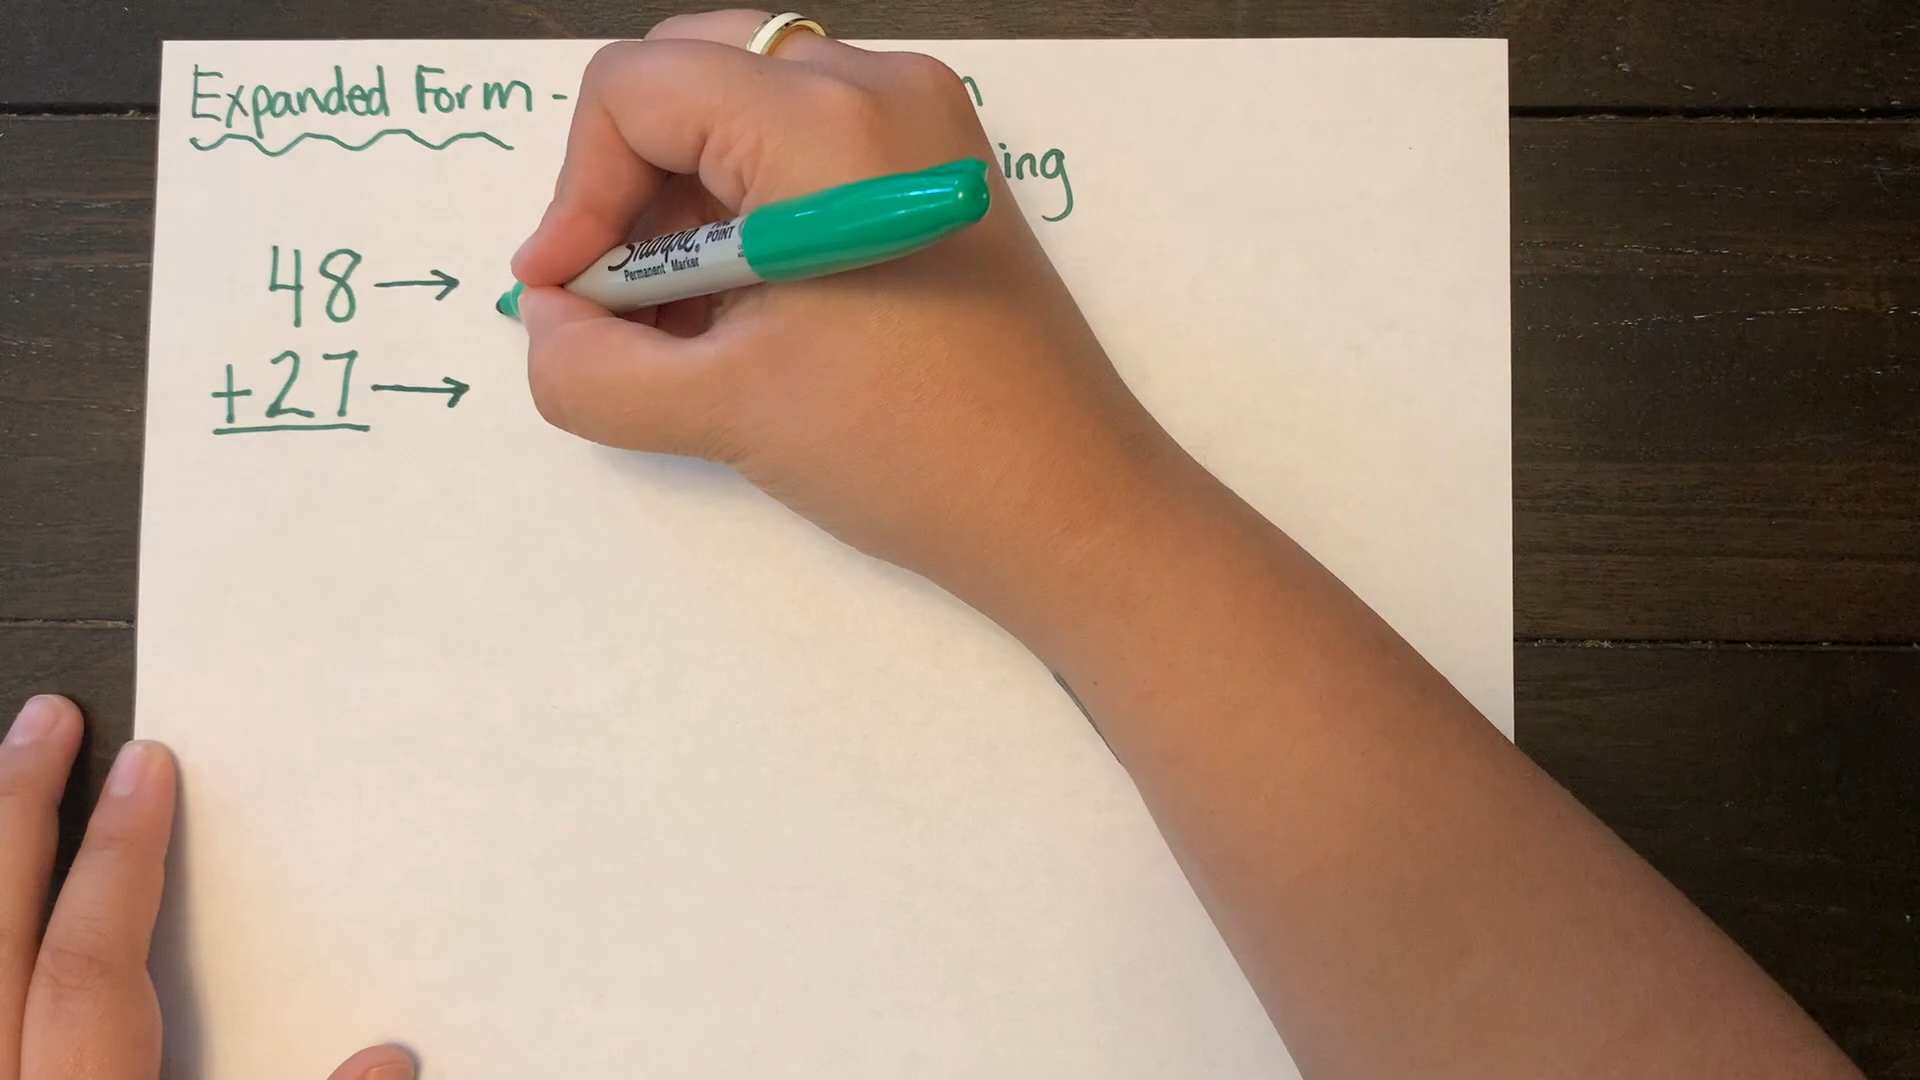 Expanded Form -
ing
48 →
+27 →
Sharpie. FINE POINT
Permanent Marker